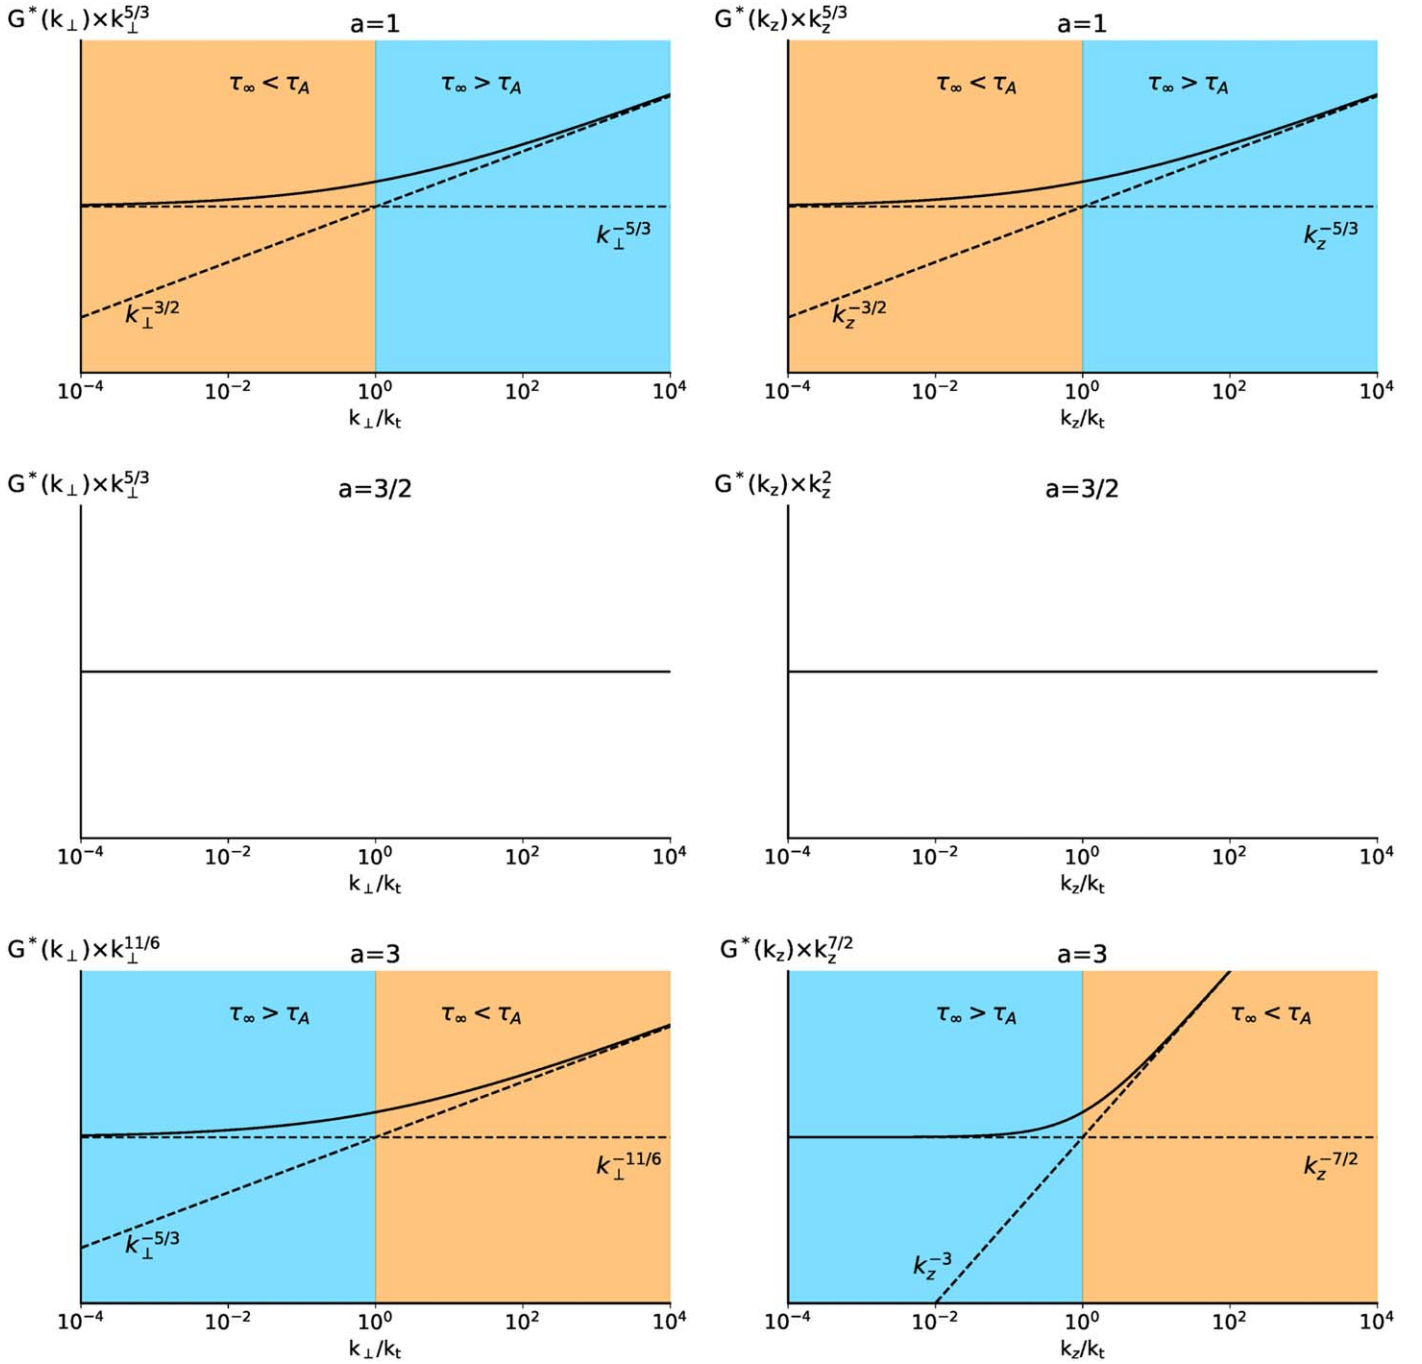 G*(k⊥)×k⊥^5/3 a=1
τ∞ < τA τ∞ > τA
k⊥^−5/3
k⊥^−3/2
10^−4 10^−2 10^0 10^2 10^4
k⊥/kt
G*(kz)×kz^5/3 a=1
τ∞ < τA τ∞ > τA
kz^−5/3
kz^−3/2
10^−4 10^−2 10^0 10^2 10^4
kz/kt
G*(k⊥)×k⊥^5/3 a=3/2
10^−4 10^−2 10^0 10^2 10^4
k⊥/kt
G*(kz)×kz^2 a=3/2
10^−4 10^−2 10^0 10^2 10^4
kz/kt
G*(k⊥)×k⊥^11/6 a=3
τ∞ > τA τ∞ < τA
k⊥^−11/6
k⊥^−5/3
10^−4 10^−2 10^0 10^2 10^4
k⊥/kt
G*(kz)×kz^7/2 a=3
τ∞ > τA τ∞ < τA
kz^−7/2
kz^−3
10^−4 10^−2 10^0 10^2 10^4
kz/kt